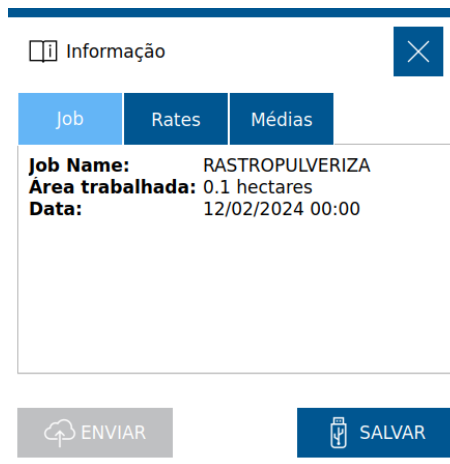 Informação
Job Rates Médias
Job Name: RASTROPULVERIZA
Área trabalhada: 0.1 hectares
Data: 12/02/2024 00:00
ENVIAR SALVAR